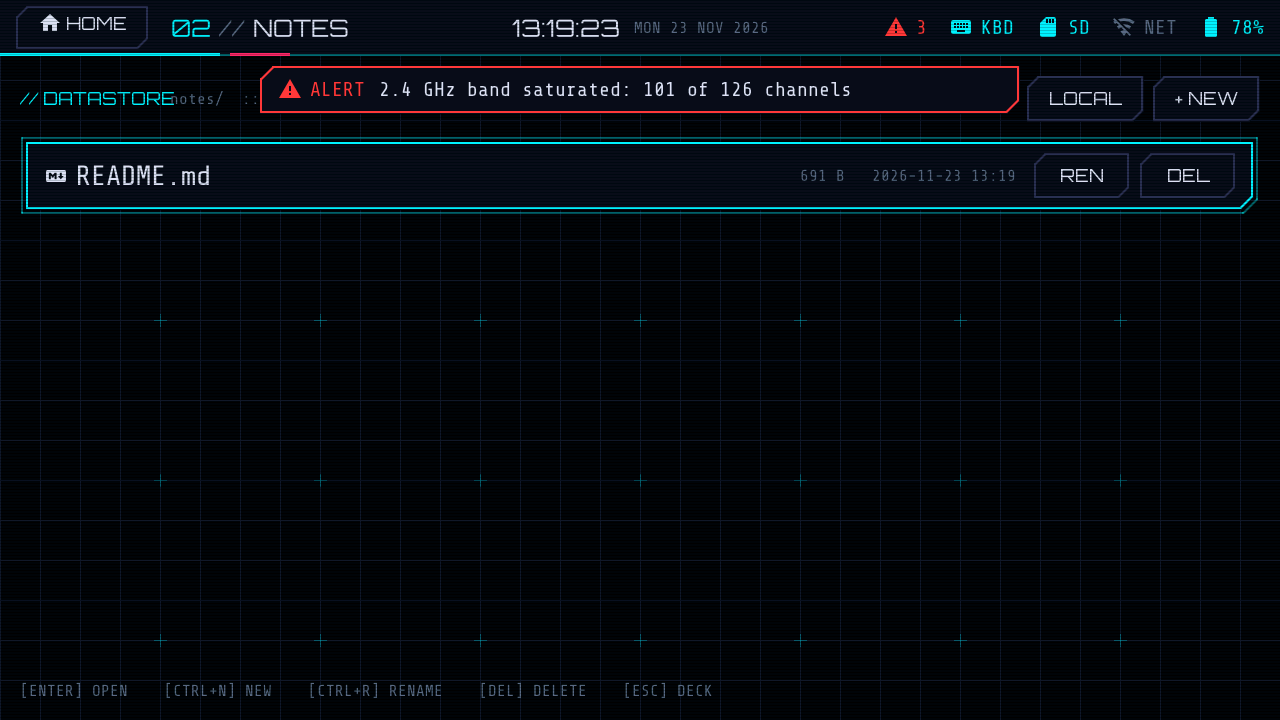 HOME 02 // NOTES 13:19:23 MON 23 NOV 2026 3 KBD SD NET 78%
// DATASTORE notes/ :: ALERT 2.4 GHz band saturated: 101 of 126 channels LOCAL + NEW
README.md 691 B 2026-11-23 13:19 REN DEL
[ENTER] OPEN [CTRL+N] NEW [CTRL+R] RENAME [DEL] DELETE [ESC] DECK